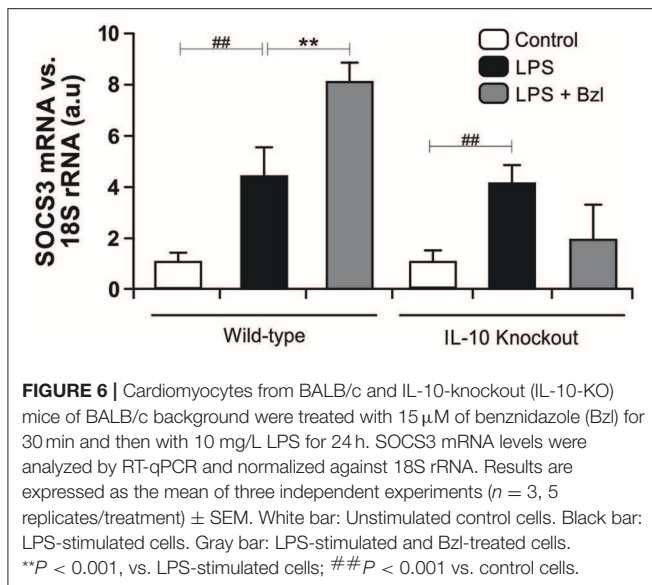 ## **
Control
LPS
LPS + Bzl
SOCS3 mRNA vs.
18S rRNA (a.u)
10
8
6
4
2
0
##
Wild-type
IL-10 Knockout
FIGURE 6 | Cardiomyocytes from BALB/c and IL-10-knockout (IL-10-KO)
mice of BALB/c background were treated with 15 μM of benznidazole (Bzl) for
30 min and then with 10 mg/L LPS for 24 h. SOCS3 mRNA levels were
analyzed by RT-qPCR and normalized against 18S rRNA. Results are
expressed as the mean of three independent experiments (n = 3, 5
replicates/treatment) ± SEM. White bar: Unstimulated control cells. Black bar:
LPS-stimulated cells. Gray bar: LPS-stimulated and Bzl-treated cells.
**P < 0.001, vs. LPS-stimulated cells; ##P < 0.001 vs. control cells.